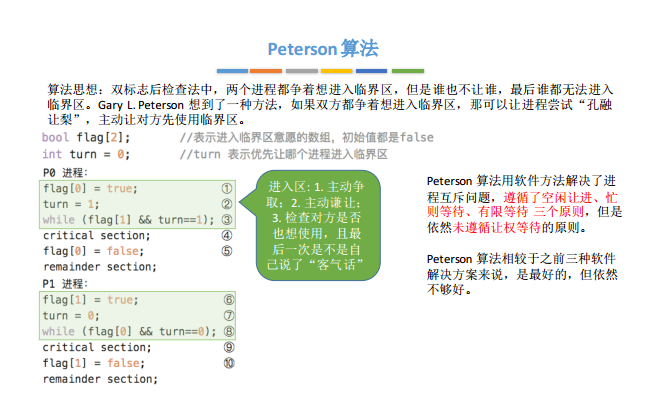 Peterson 算法
算法思想：双标志后检查法中，两个进程都争着想进入临界区，但是谁也不让谁，最后谁都无法进入
临界区。Gary L. Peterson 想到了一种方法，如果双方都争着想进入临界区，那可以让进程尝试“孔融
让梨”，主动让对方先使用临界区。
bool flag[2]; //表示进入临界区意愿的数组，初始值都是false
int turn = 0; //turn 表示优先让哪个进程进入临界区
P0 进程:
flag[0] = true; ①
turn = 1; ②
while (flag[1] && turn==1); ③
critical section; ④
flag[0] = false; ⑤
remainder section;
P1 进程:
flag[1] = true; ⑥
turn = 0; ⑦
while (flag[0] && turn==0); ⑧
critical section; ⑨
flag[1] = false; ⑩
remainder section;
进入区：1. 主动争
取；2. 主动谦让；
3. 检查对方是否
也想使用，且最
后一次是不是自
己说了“客气话”
Peterson 算法用软件方法解决了进
程互斥问题，遵循了空闲让进、忙
则等待、有限等待 三个原则，但是
依然未遵循让权等待的原则。
Peterson 算法相较于之前三种软件
解决方案来说，是最好的，但依然
不够好。